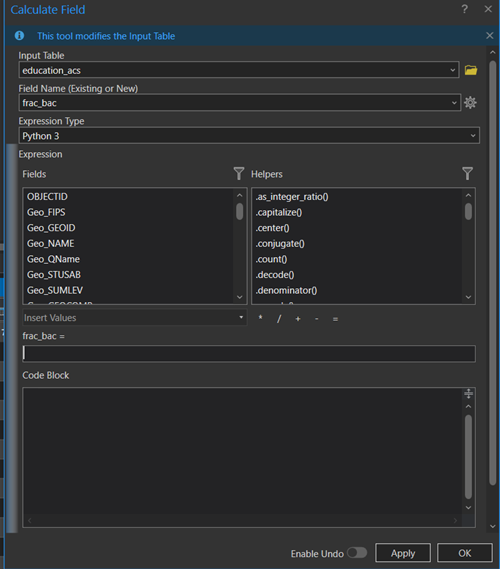 Calculate Field ? ×
This tool modifies the Input Table ×
Input Table
education_acs
Field Name (Existing or New)
frac_bac
Expression Type
Python 3
Expression
Fields Helpers
OBJECTID .as_integer_ratio()
Geo_FIPS .capitalize()
Geo_GEOID .center()
Geo_NAME .conjugate()
Geo_QName .count()
Geo_STUSAB .decode()
Geo_SUMLEV .denominator()
Insert Values * / + - =
frac_bac =
Code Block
Enable Undo Apply OK